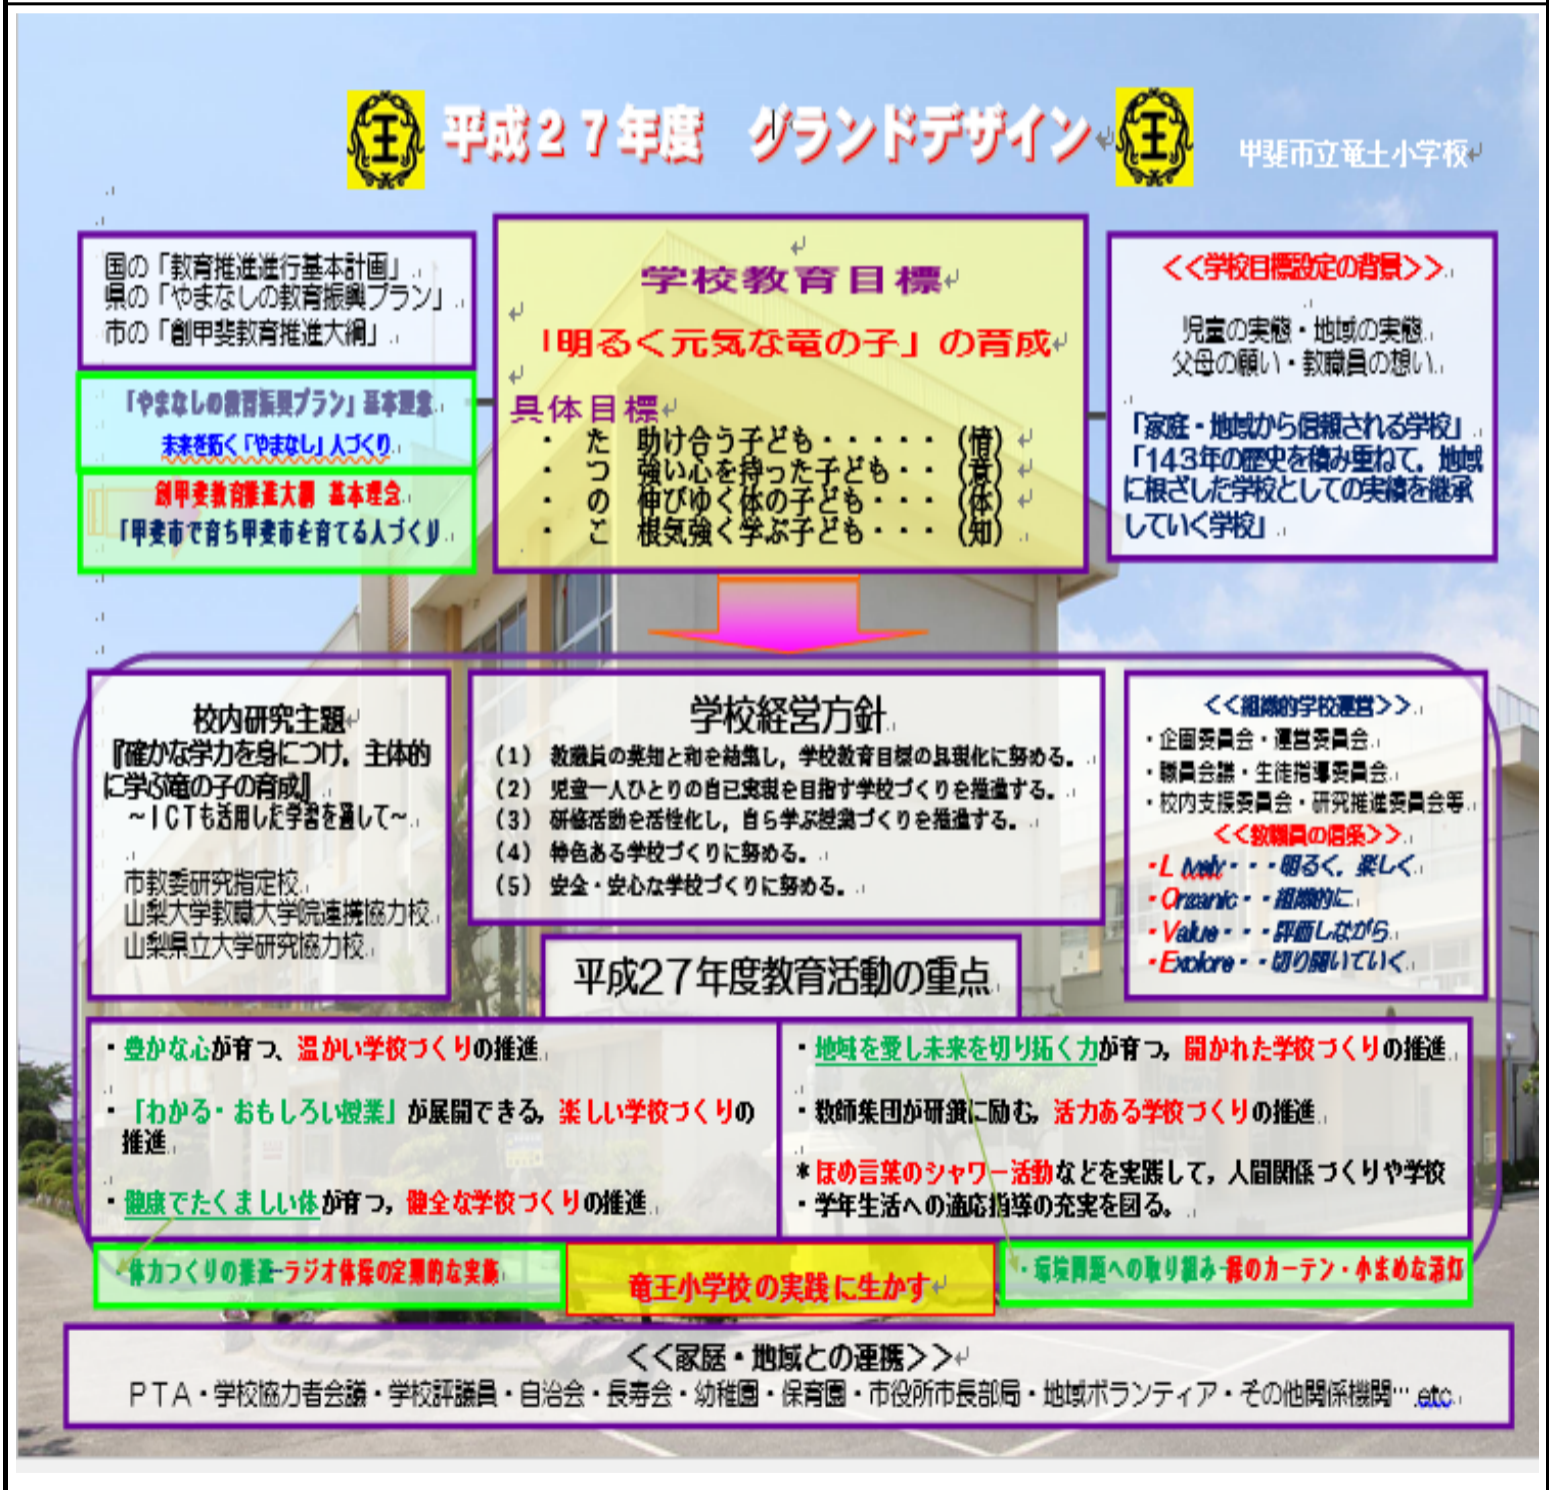 王 平成27年度 グランドデザイン 王
甲斐市立竜王小学校
国の「教育推進進行基本計画」
県の「やまなしの教育振興プラン」
市の「創甲斐教育推進大綱」
「やまなしの教育振興プラン」基本理念
未来を拓く「やまなし」人づくり
創甲斐教育推進大綱 基本理念
「甲斐市で育ち甲斐市を育てる人づくり
学校教育目標
「明るく元気な竜の子」の育成
具体目標
・ た 助け合う子ども・・・・・(情)
・ つ 強い心を持った子ども・・(意)
・ の 伸びゆく体の子ども・・・(体)
・ こ 根気強く学ぶ子ども・・・(知)
<<学校目標設定の背景>>
児童の実態・地域の実態
父母の願い・教職員の想い
「家庭・地域から信頼される学校」
「143年の歴史を積み重ねて，地域
に根ざした学校としての実績を継承
していく学校」
校内研究主題
『確かな学力を身につけ，主体的
に学ぶ竜の子の育成』
～ICTも活用した学習を通して～
市教委研究指定校
山梨大学教職大学院連携協力校
山梨県立大学研究協力校
学校経営方針
(1) 教職員の英知と和を結集し，学校教育目標の具現化に努める。
(2) 児童一人ひとりの自己実現を目指す学校づくりを推進する。
(3) 研修活動を活性化し，自ら学ぶ授業づくりを推進する。
(4) 特色ある学校づくりに努める。
(5) 安全・安心な学校づくりに努める。
<<組織的学校運営>>
・企画委員会・運営委員会
・職員会議・生徒指導委員会
・校内支援委員会・研究推進委員会等
<<教職員の信条>>
・Lively・・・明るく，楽しく
・Organic・・組織的に
・Value・・・評価しながら
・Explore・・切り開いていく
平成27年度教育活動の重点
・豊かな心が育つ、温かい学校づくりの推進
・「わかる・おもしろい授業」が展開できる，楽しい学校づくりの
推進
・健康でたくましい体が育つ，健全な学校づくりの推進
・地域を愛し未来を切り拓く力が育つ，開かれた学校づくりの推進
・教師集団が研鑽に励む，活力ある学校づくりの推進
*ほめ言葉のシャワー活動などを実践して，人間関係づくりや学校
・学年生活への適応指導の充実を図る。
・体力つくりの推進…ラジオ体操の定期的な実施
竜王小学校の実践に生かす
・環境問題への取り組み…緑のカーテン・小まめな消灯
<<家庭・地域との連携>>
PTA・学校協力者会議・学校評議員・自治会・長寿会・幼稚園・保育園・市役所市長部局・地域ボランティア・その他関係機関…etc